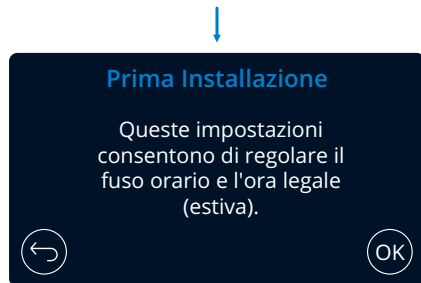 Prima Installazione
Queste impostazioni
consentono di regolare il
fuso orario e l'ora legale
(estiva).
OK